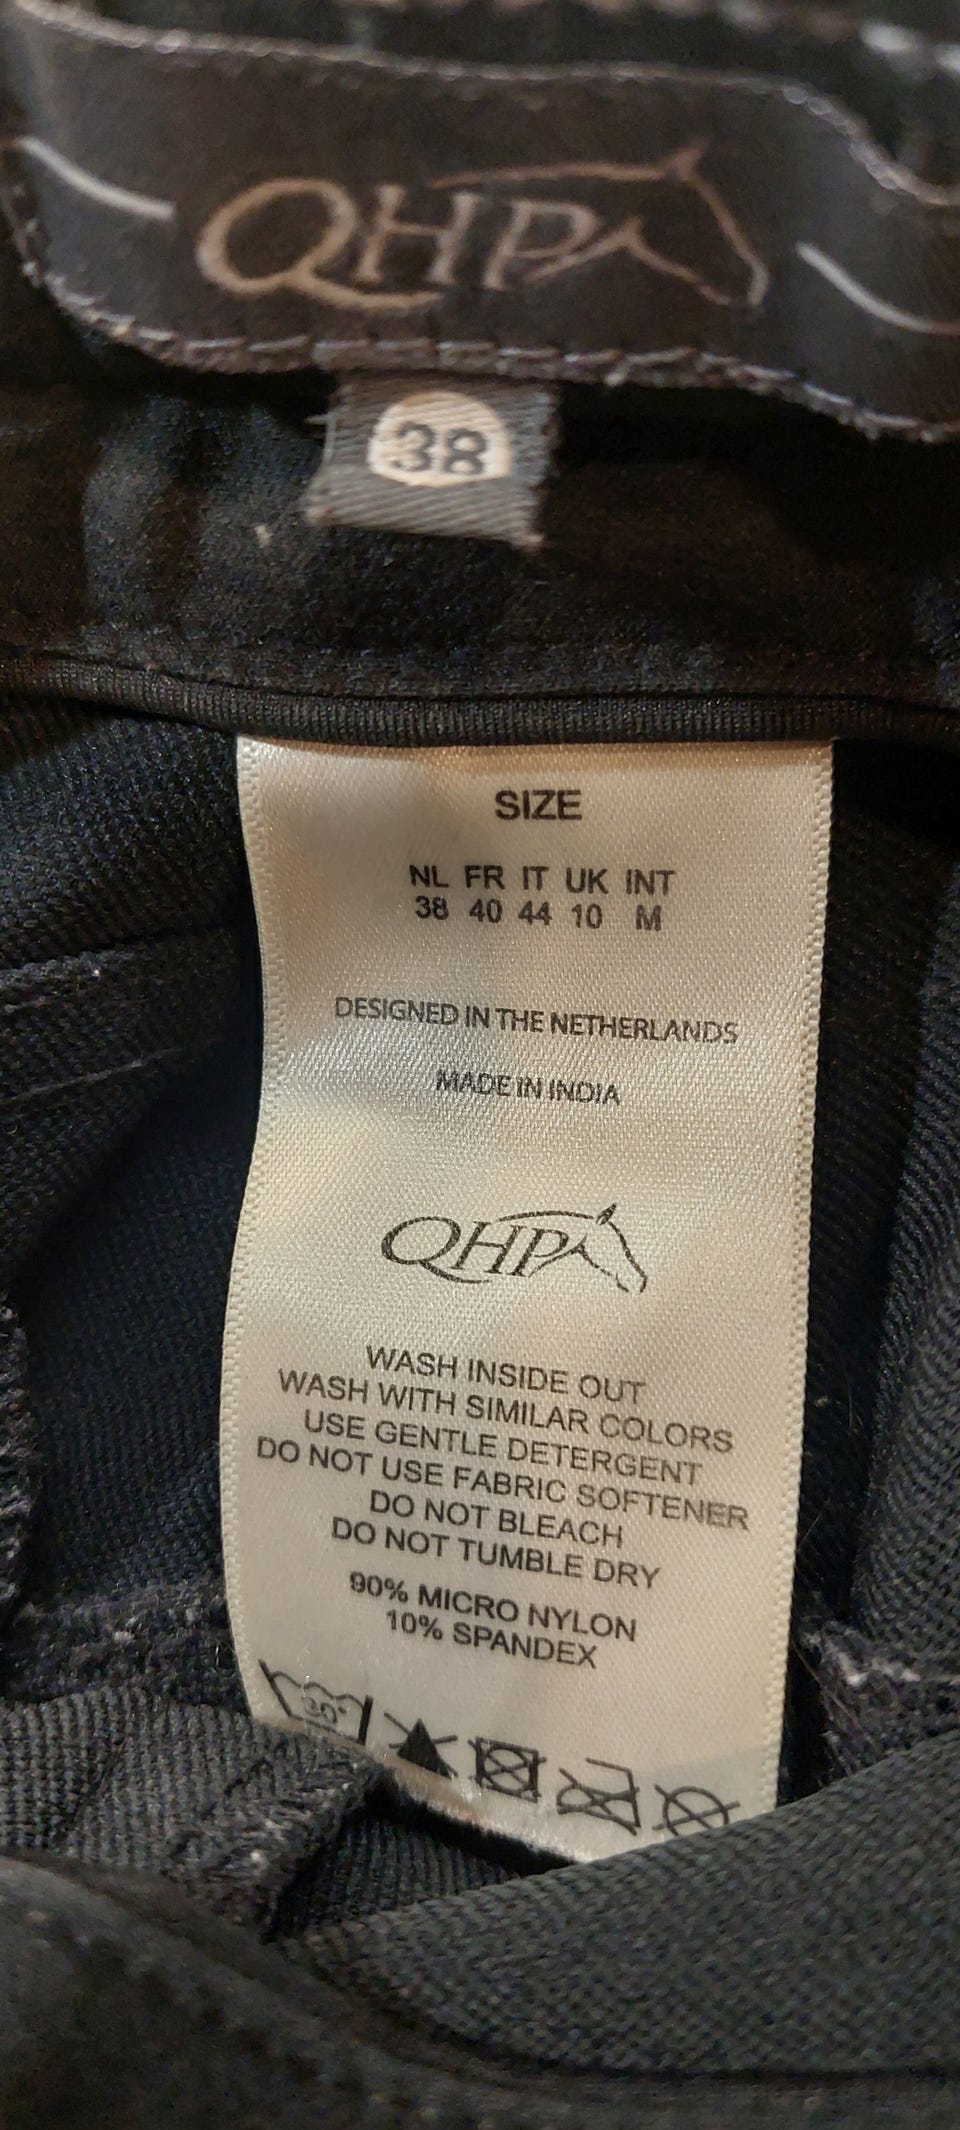 QHP
38
SIZE
NL FR IT UK INT
38 40 44 10 M
DESIGNED IN THE NETHERLANDS
MADE IN INDIA
QHP
WASH INSIDE OUT
WASH WITH SIMILAR COLORS
USE GENTLE DETERGENT
DO NOT USE FABRIC SOFTENER
DO NOT BLEACH
DO NOT TUMBLE DRY
90% MICRO NYLON
10% SPANDEX
30°